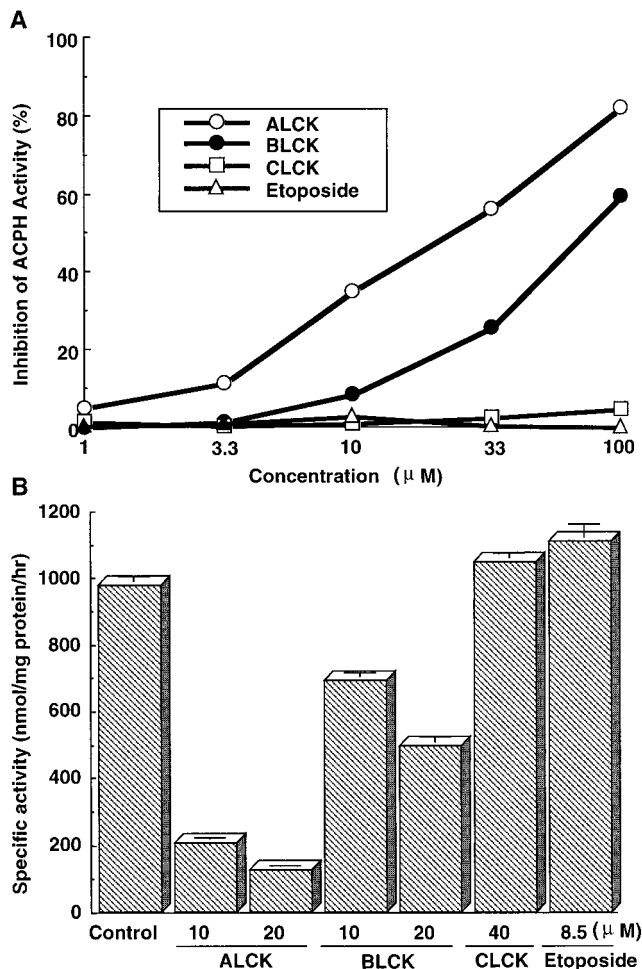 A
Inhibition of ACPH Activity (%)
100
80
60
40
20
0
ALCK
BLCK
CLCK
Etoposide
1 3.3 10 33 100
Concentration (μ M)
B
Specific activity (nmol/mg protein/hr)
1200
1000
800
600
400
200
0
Control 10 20 10 20 40 8.5 (μ M)
ALCK BLCK CLCK Etoposide